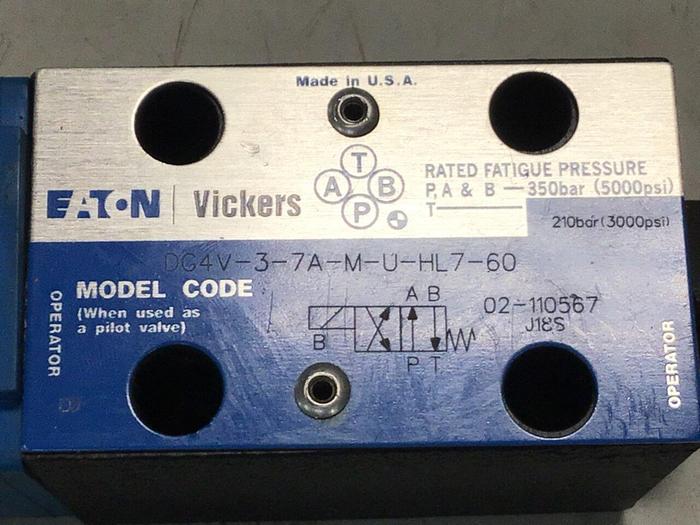 Made in U.S.A.
EATON | Vickers
T
A B
P
RATED FATIGUE PRESSURE
P, A & B — 350bar (5000psi)
T—
210bar (3000psi)
DG4V-3-7A-M-U-HL7-60
MODEL CODE
(When used as
a pilot valve)
OPERATOR
A B
B
P T
02-110567
J18S
OPERATOR